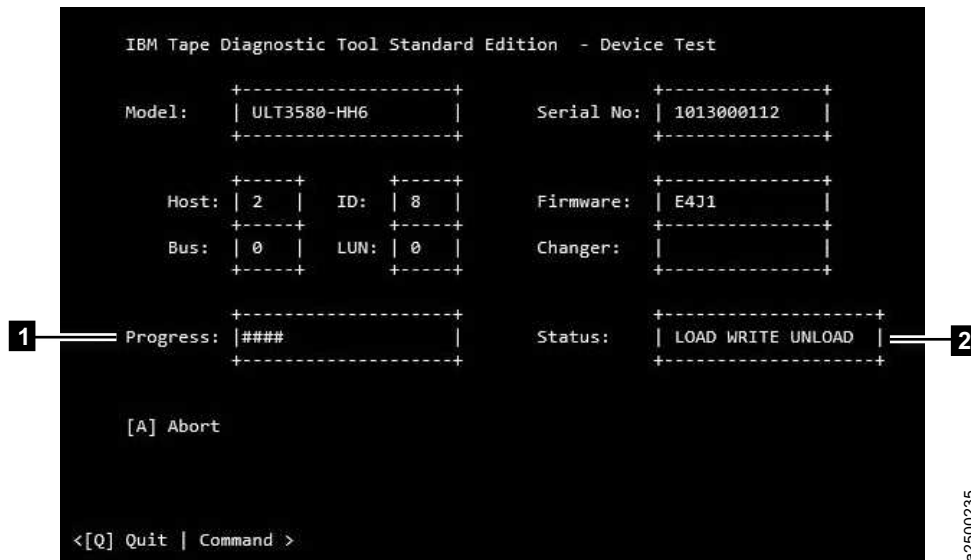 IBM Tape Diagnostic Tool Standard Edition - Device Test
Model: ULT3580-HH6 Serial No: 1013000112
Host: 2 ID: 8 Firmware: E4J1
Bus: 0 LUN: 0 Changer:
1 Progress: #### Status: LOAD WRITE UNLOAD 2
[A] Abort
<[Q] Quit | Command >
a2500235